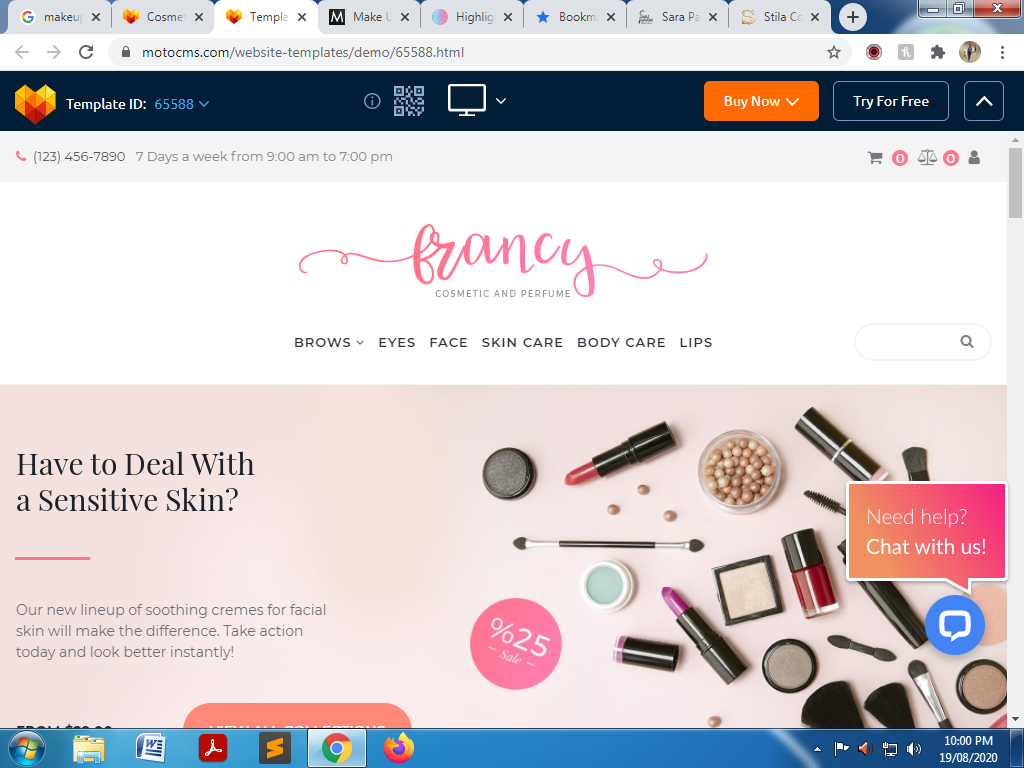 makeup
Cosmet
Templa
Make U
Highlig
Bookm
Sara Pa
Stila Co
motocms.com/website-templates/demo/65588.html
Template ID: 65588
Buy Now
Try For Free
(123) 456-7890 7 Days a week from 9:00 am to 7:00 pm
0 0
francy
COSMETIC AND PERFUME
BROWS EYES FACE SKIN CARE BODY CARE LIPS
Have to Deal With
a Sensitive Skin?
Need help?
Chat with us!
Our new lineup of soothing cremes for facial
skin will make the difference. Take action
today and look better instantly!
%25
Sale
VIEW ALL COLLECTIONS
10:00 PM
19/08/2020